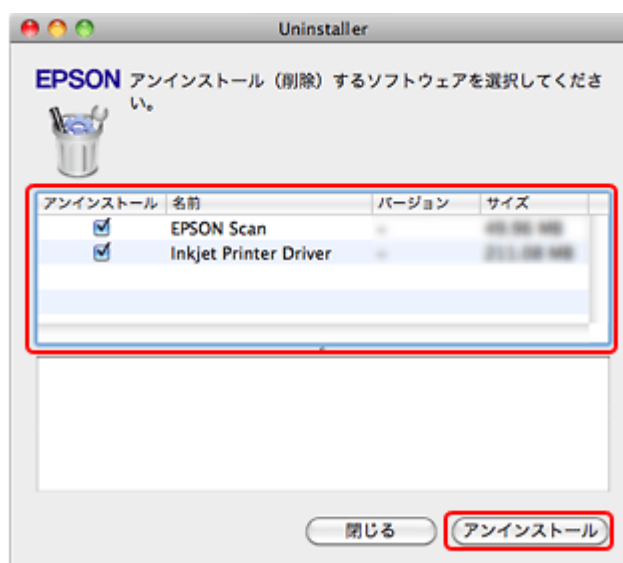 Uninstaller
EPSON アンインストール（削除）するソフトウェアを選択してくださ
い。
アンインストール 名前 バージョン サイズ
EPSON Scan
Inkjet Printer Driver
閉じる アンインストール